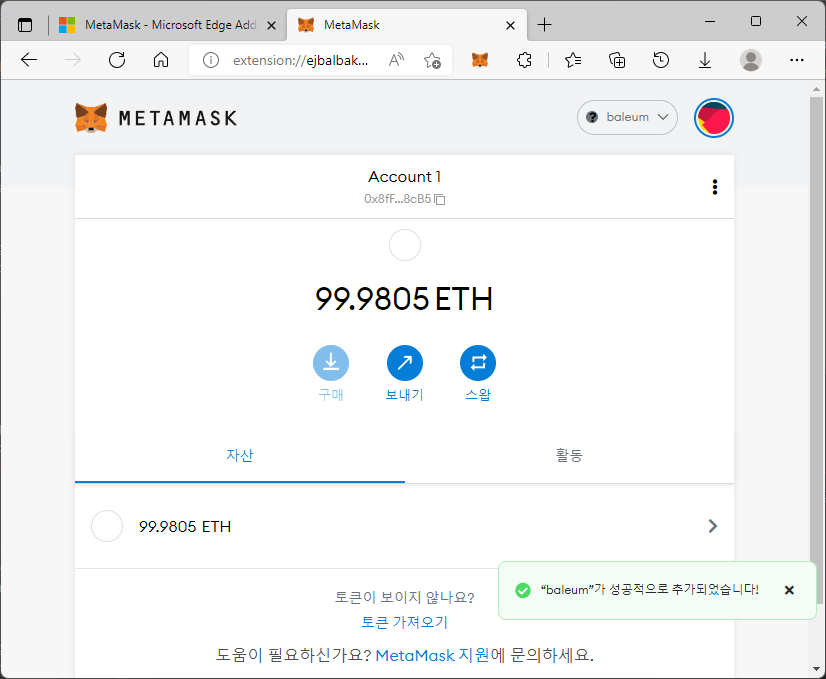 MetaMask - Microsoft Edge Add
MetaMask
extension://ejbalbak...
METAMASK
baleum
Account 1
0x8fF...8cB5
99.9805 ETH
구매
보내기
스왑
자산
활동
99.9805 ETH
토큰이 보이지 않나요?
토큰 가져오기
“baleum”가 성공적으로 추가되었습니다!
도움이 필요하신가요? MetaMask 지원에 문의하세요.